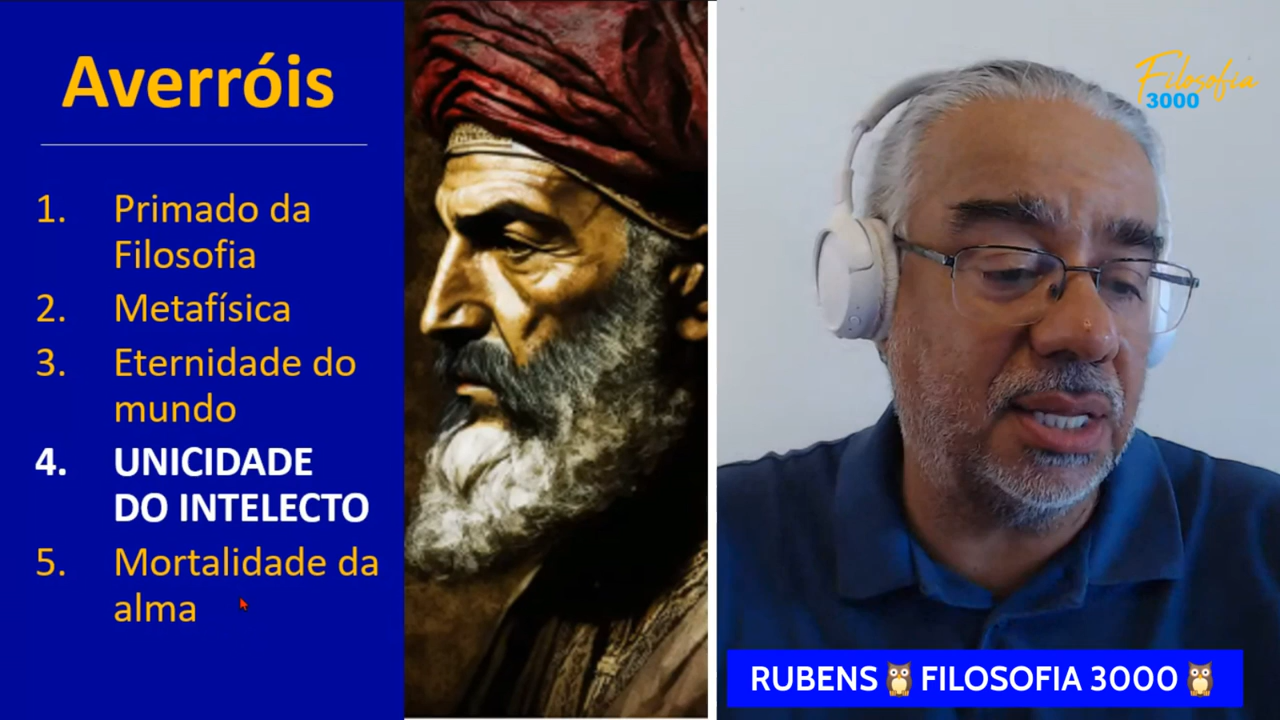 Averróis
1. Primado da
Filosofia
2. Metafísica
3. Eternidade do
mundo
4. UNICIDADE
DO INTELECTO
5. Mortalidade da
alma
Filosofia
3000
RUBENS🦉FILOSOFIA 3000🦉